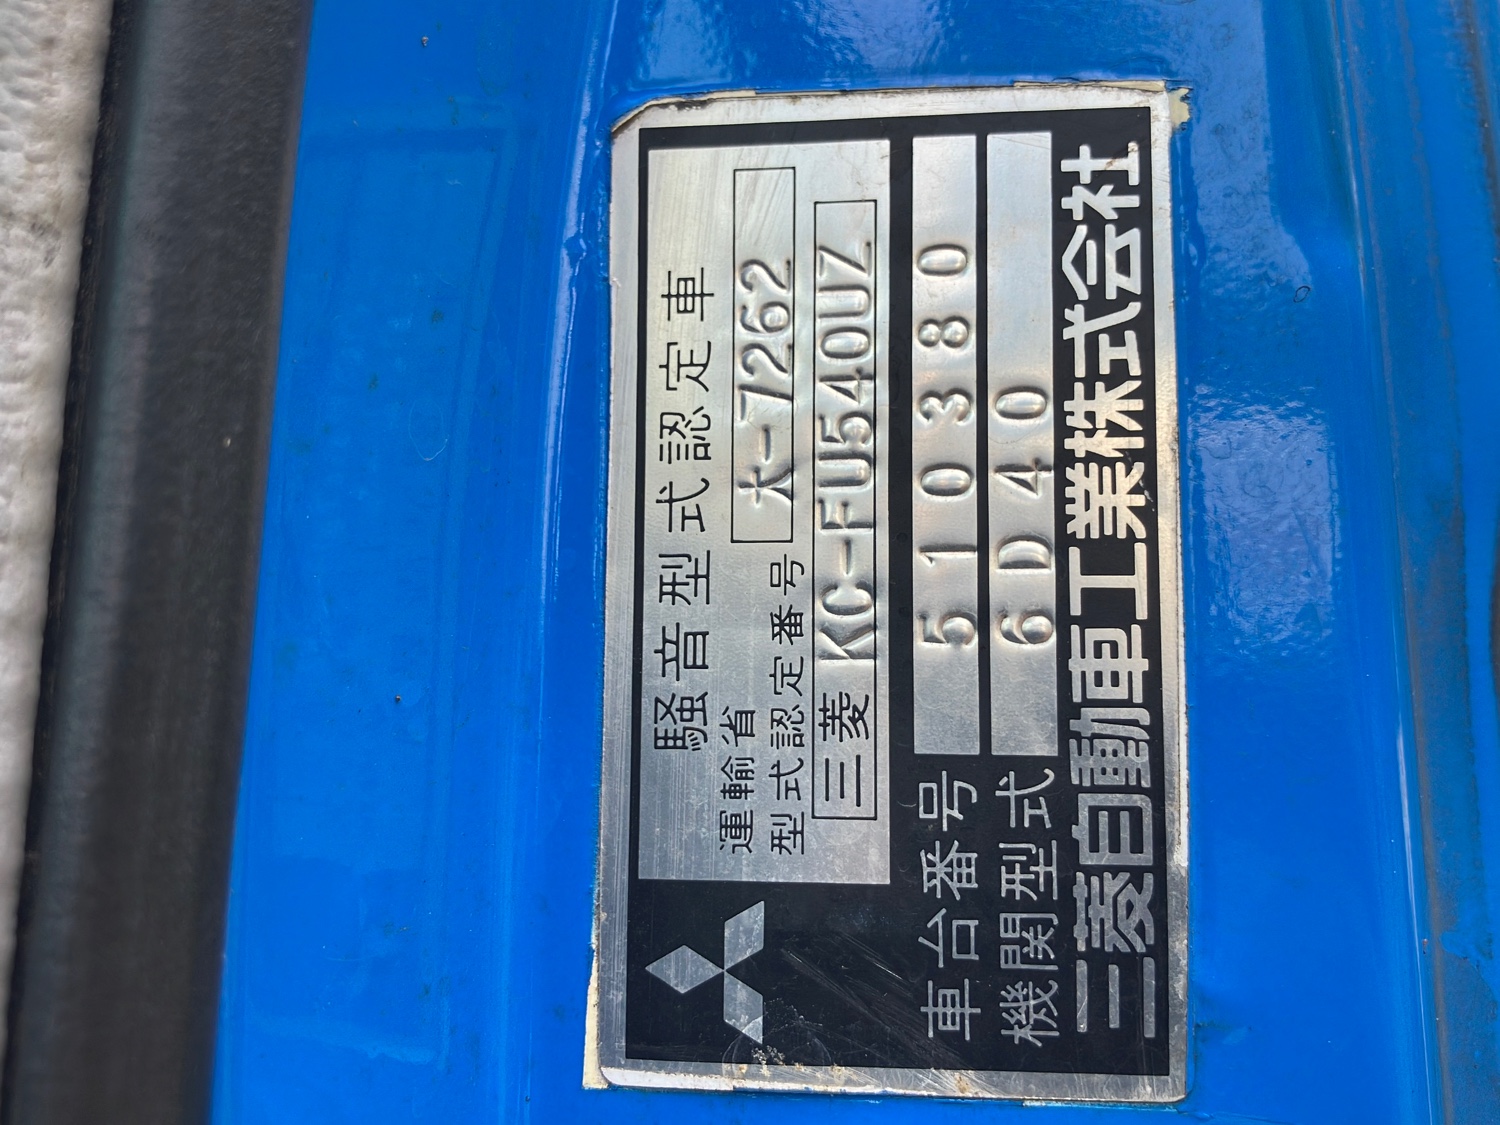 騒音型式認定車
運輸省
型式認定番号 大-7262
三菱 KC-FU540UZ
車台番号 510380
機関型式 6D40
三菱自動車工業株式会社